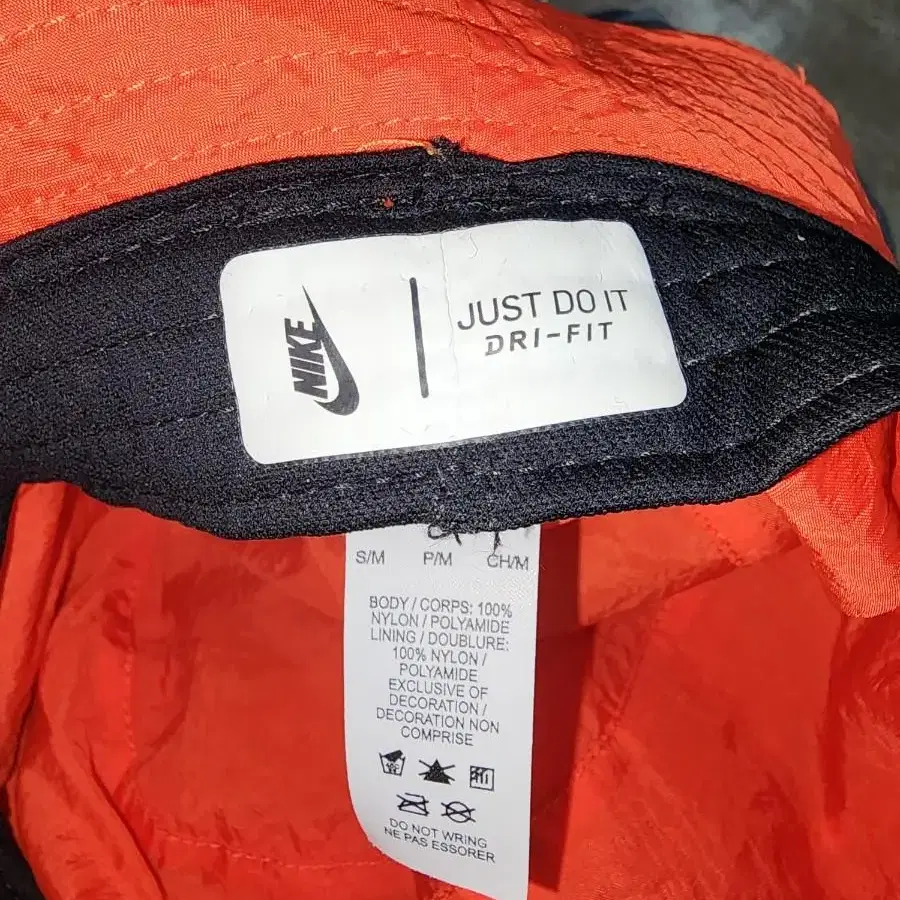 NIKE
JUST DO IT
DRI-FIT
S/M P/M CH/M
BODY / CORPS: 100%
NYLON / POLYAMIDE
LINING / DOUBLURE:
100% NYLON /
POLYAMIDE
EXCLUSIVE OF
DECORATION /
DECORATION NON
COMPRISE
DO NOT WRING
NE PAS ESSORER